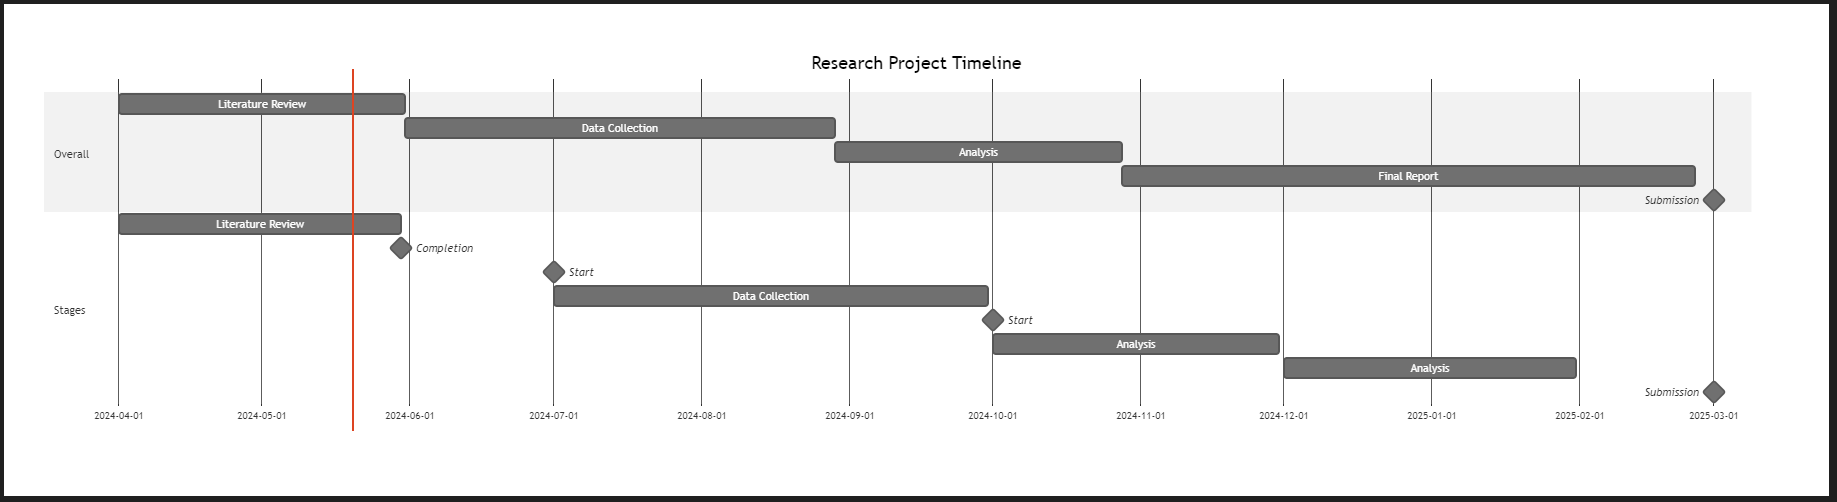 Research Project Timeline
Literature Review
Data Collection
Analysis
Final Report
Submission
Overall
Literature Review
Completion
Start
Data Collection
Start
Analysis
Analysis
Submission
Stages
2024-04-01
2024-05-01
2024-06-01
2024-07-01
2024-08-01
2024-09-01
2024-10-01
2024-11-01
2024-12-01
2025-01-01
2025-02-01
2025-03-01